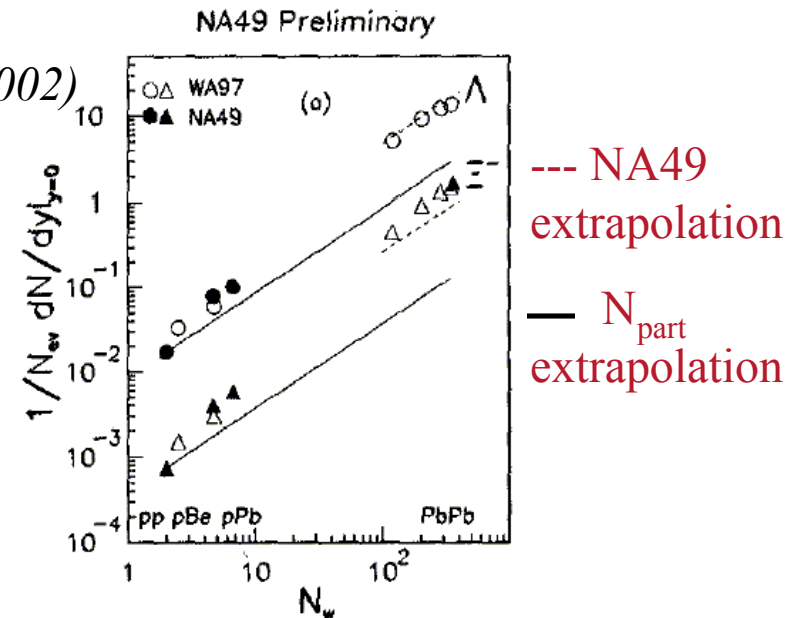 NA49 Preliminary
002)
○△ WA97
●▲ NA49
(a)
Λ
Ξ⁻
10
1
10⁻¹
10⁻²
10⁻³
10⁻⁴
1/N_ev dN/dy|_y=0
pp pBe pPb PbPb
1 10 10²
N_w
--- NA49
extrapolation
— N_part
extrapolation